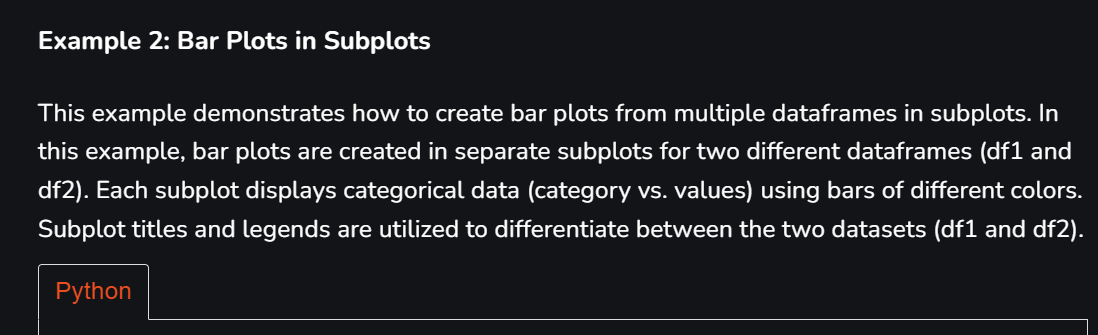 Example 2: Bar Plots in Subplots
This example demonstrates how to create bar plots from multiple dataframes in subplots. In
this example, bar plots are created in separate subplots for two different dataframes (df1 and
df2). Each subplot displays categorical data (category vs. values) using bars of different colors.
Subplot titles and legends are utilized to differentiate between the two datasets (df1 and df2).
Python